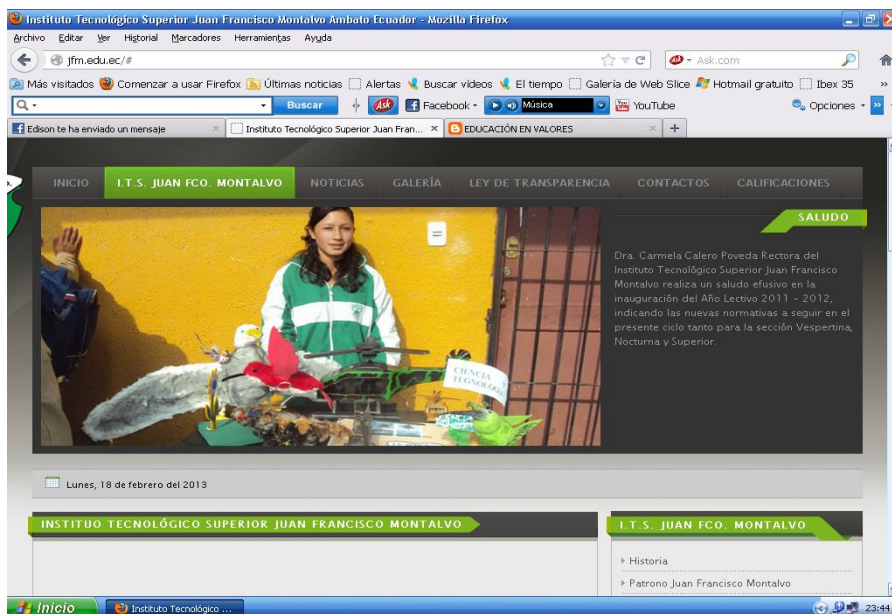 Instituto Tecnológico Superior Juan Francisco Montalvo Ambato Ecuador - Mozilla Firefox
Archivo Editar Ver Historial Marcadores Herramientas Ayuda
jfm.edu.ec/# Ask.com
Más visitados Comenzar a usar Firefox Últimas noticias Alertas Buscar vídeos El tiempo Galería de Web Slice Hotmail gratuito Ibex 35 »
Buscar Ask Facebook Música YouTube Opciones »
Edison te ha enviado un mensaje Instituto Tecnológico Superior Juan Fran... EDUCACIÓN EN VALORES
INICIO I.T.S. JUAN FCO. MONTALVO NOTICIAS GALERÍA LEY DE TRANSPARENCIA CONTACTOS CALIFICACIONES
SALUDO
Dra. Carmela Calero Poveda Rectora del
Instituto Tecnológico Superior Juan Francisco
Montalvo realiza un saludo efusivo en la
inauguración del Año Lectivo 2011 - 2012,
indicando las nuevas normativas a seguir en el
presente ciclo tanto para la sección Vespertina,
Nocturna y Superior.
CIENCIA
TECNOLOGIA
Lunes, 18 de febrero del 2013
INSTITUO TECNOLÓGICO SUPERIOR JUAN FRANCISCO MONTALVO
I.T.S. JUAN FCO. MONTALVO
Historia
Patrono Juan Francisco Montalvo
Inicio Instituto Tecnológico ... 23:44